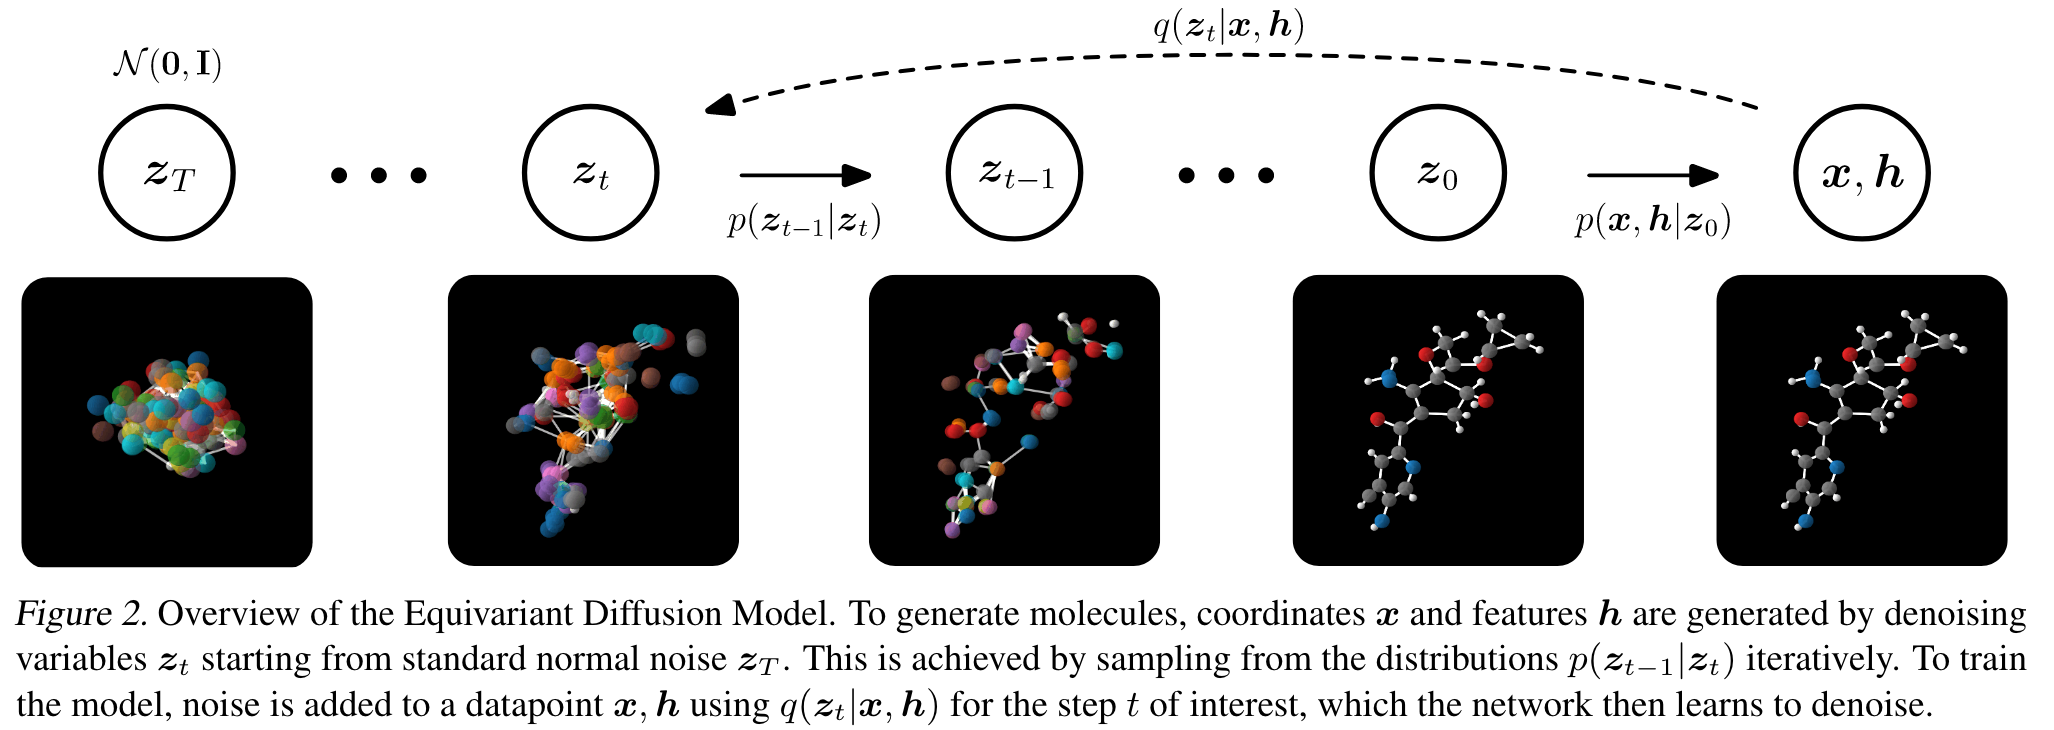 q(z_t|x, h)
N(0, I)
z_T
z_t
z_{t−1}
z_0
x, h
p(z_{t−1}|z_t)
p(x, h|z_0)
Figure 2. Overview of the Equivariant Diffusion Model. To generate molecules, coordinates x and features h are generated by denoising
variables z_t starting from standard normal noise z_T. This is achieved by sampling from the distributions p(z_{t−1}|z_t) iteratively. To train
the model, noise is added to a datapoint x, h using q(z_t|x, h) for the step t of interest, which the network then learns to denoise.